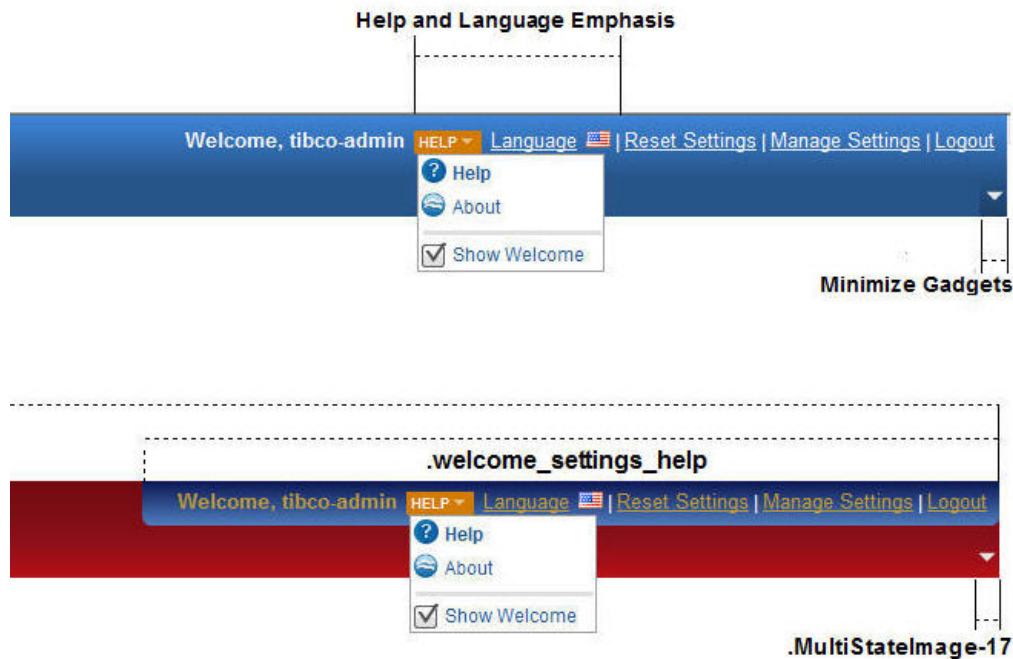 Help and Language Emphasis
Welcome, tibco-admin HELP Language | Reset Settings | Manage Settings | Logout
? Help
About
Show Welcome
Minimize Gadgets
.welcome_settings_help
Welcome, tibco-admin HELP Language | Reset Settings | Manage Settings | Logout
? Help
About
Show Welcome
.MultiStateImage-17